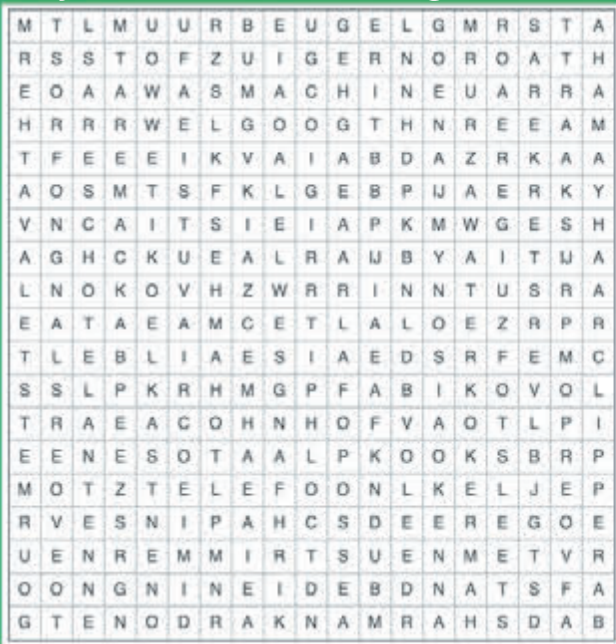 M T L M U U R B E U G E L G M R S T A
R S S T O F Z U I G E R N O R O A T H
E O A A W A S M A C H I N E U A R R A
H R R R W E L G O O G T H N R E E A M
T F E E E I K V A I A B D A Z R K A A
A O S M T S F K L G E B P IJ A E R K Y
V N C A I T S I E I A P K M W G E S H
A G H C K U E A L R A IJ B Y A I T IJ A
L N O K O V H Z W R R I N N T U S R A
E A T A E A M C E T L A L O E Z R P R
T L E B L I A E S I A E D S R F E M C
S S L P K R H M G P F A B I K O V O L
T R A E A C O H N H O F V A O T L P I
E E N E S O T A A L P K O O K S B R P
M O T Z T E L E F O O N L K E L J E P
R V E S N I P A H C S D E E R E G O E
U E N R E M M I R T S U E N M E T V R
O O N G N I N E I D E B D N A T S F A
G T E N O D R A K N A M R A H S D A B